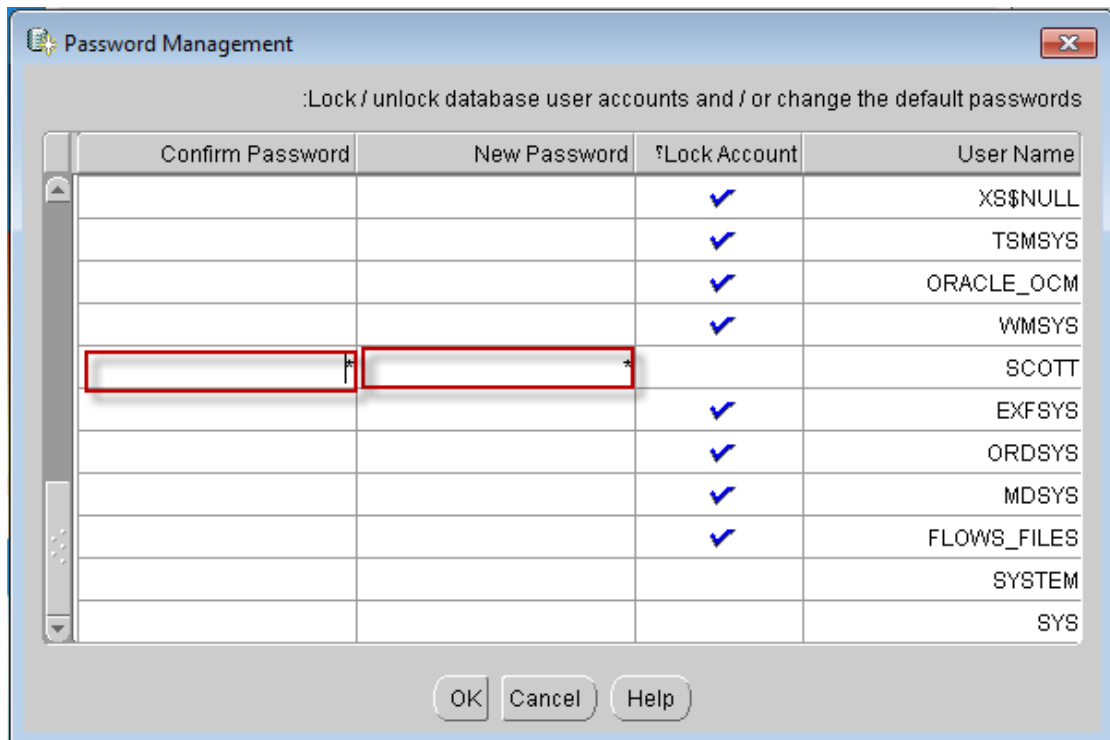 Password Management
:Lock / unlock database user accounts and / or change the default passwords
Confirm Password New Password ؟Lock Account User Name
XS$NULL
TSMSYS
ORACLE_OCM
WMSYS
* * SCOTT
EXFSYS
ORDSYS
MDSYS
FLOWS_FILES
SYSTEM
SYS
OK Cancel Help